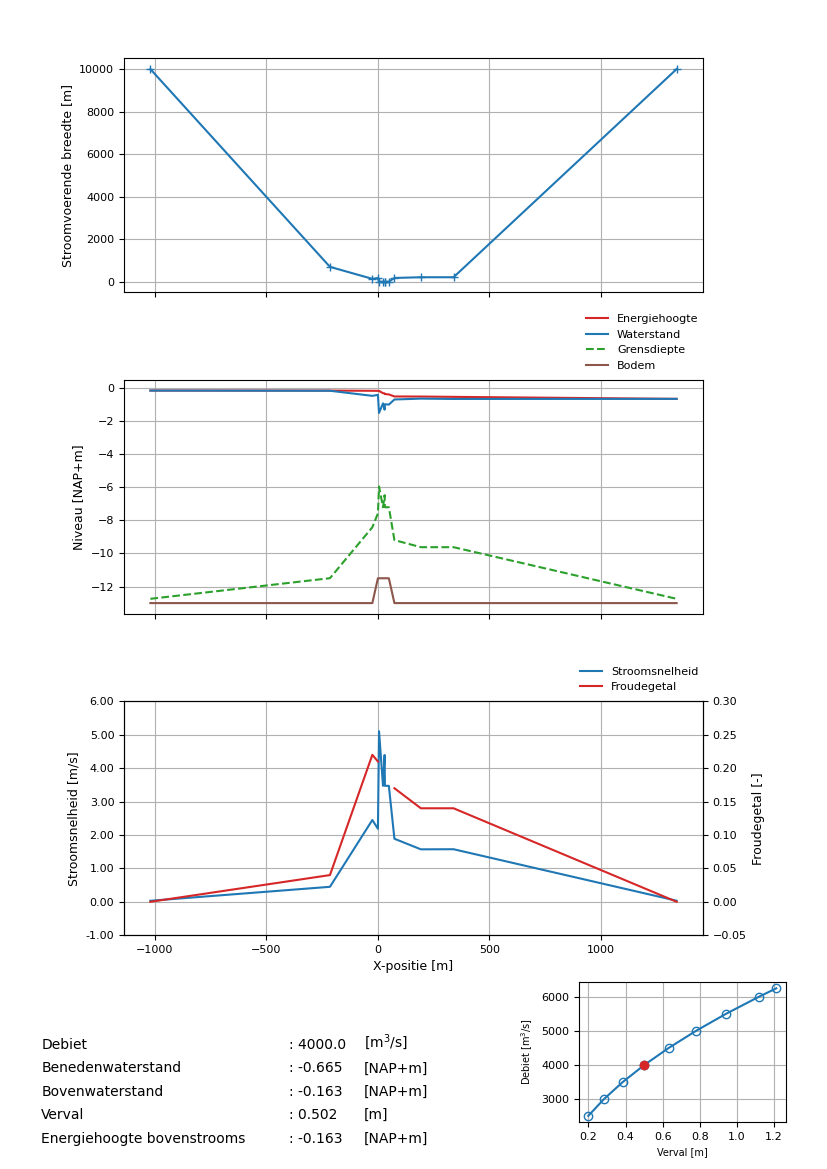 10000
8000
6000
4000
2000
0
Stroomvoerende breedte [m]
Energiehoogte
Waterstand
Grensdiepte
Bodem
0
−2
−4
−6
−8
−10
−12
Niveau [NAP+m]
Stroomsnelheid
Froudegetal
6.00
5.00
4.00
3.00
2.00
1.00
0.00
-1.00
Stroomsnelheid [m/s]
0.30
0.25
0.20
0.15
0.10
0.05
0.00
−0.05
Froudegetal [-]
−1000 −500 0 500 1000
X-positie [m]
6000
5000
4000
3000
Debiet [m³/s]
0.2 0.4 0.6 0.8 1.0 1.2
Verval [m]
Debiet : 4000.0 [m³/s]
Benedenwaterstand : -0.665 [NAP+m]
Bovenwaterstand : -0.163 [NAP+m]
Verval : 0.502 [m]
Energiehoogte bovenstrooms : -0.163 [NAP+m]